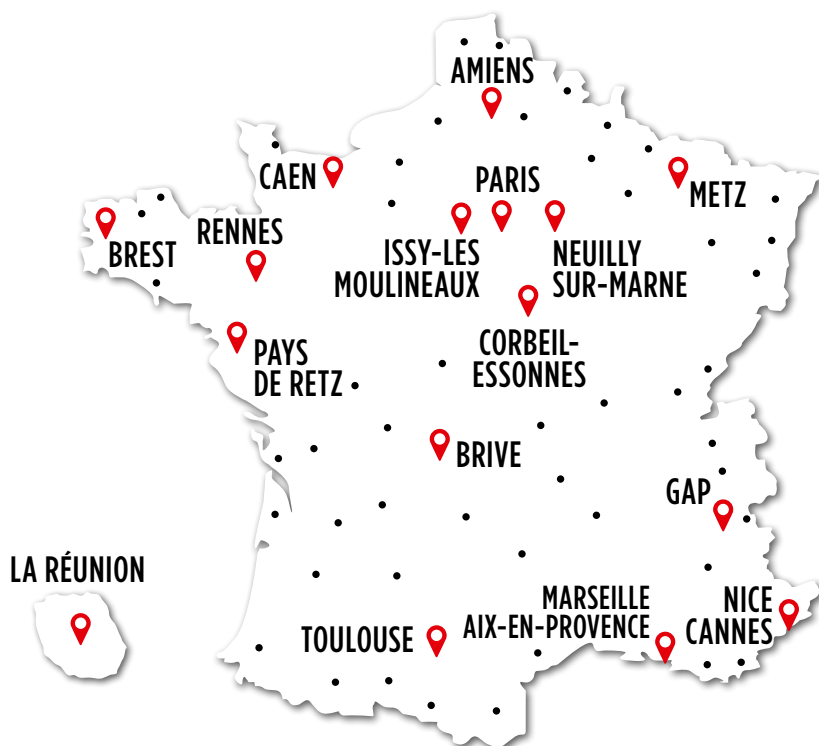 AMIENS
CAEN
PARIS
METZ
BREST
RENNES
ISSY-LES
MOULINEAUX
NEUILLY
SUR-MARNE
PAYS
DE RETZ
CORBEIL-
ESSONNES
BRIVE
GAP
LA RÉUNION
TOULOUSE
MARSEILLE
AIX-EN-PROVENCE
NICE
CANNES